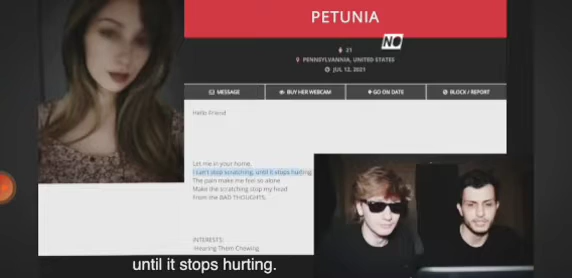 PETUNIA
NO
21
PENNSYLVANNIA, UNITED STATES
JUL 12, 2021
MESSAGE
BUY HER WEBCAM
GO ON DATE
BLOCK / REPORT
Hello Friend
Let me in your home,
I can't stop scratching, until it stops hurting
The pain make me feel so alone
Make the scratching stop my head
From the BAD THOUGHTS.
INTERESTS:
-Hearing Them Chewing,
until it stops hurting.